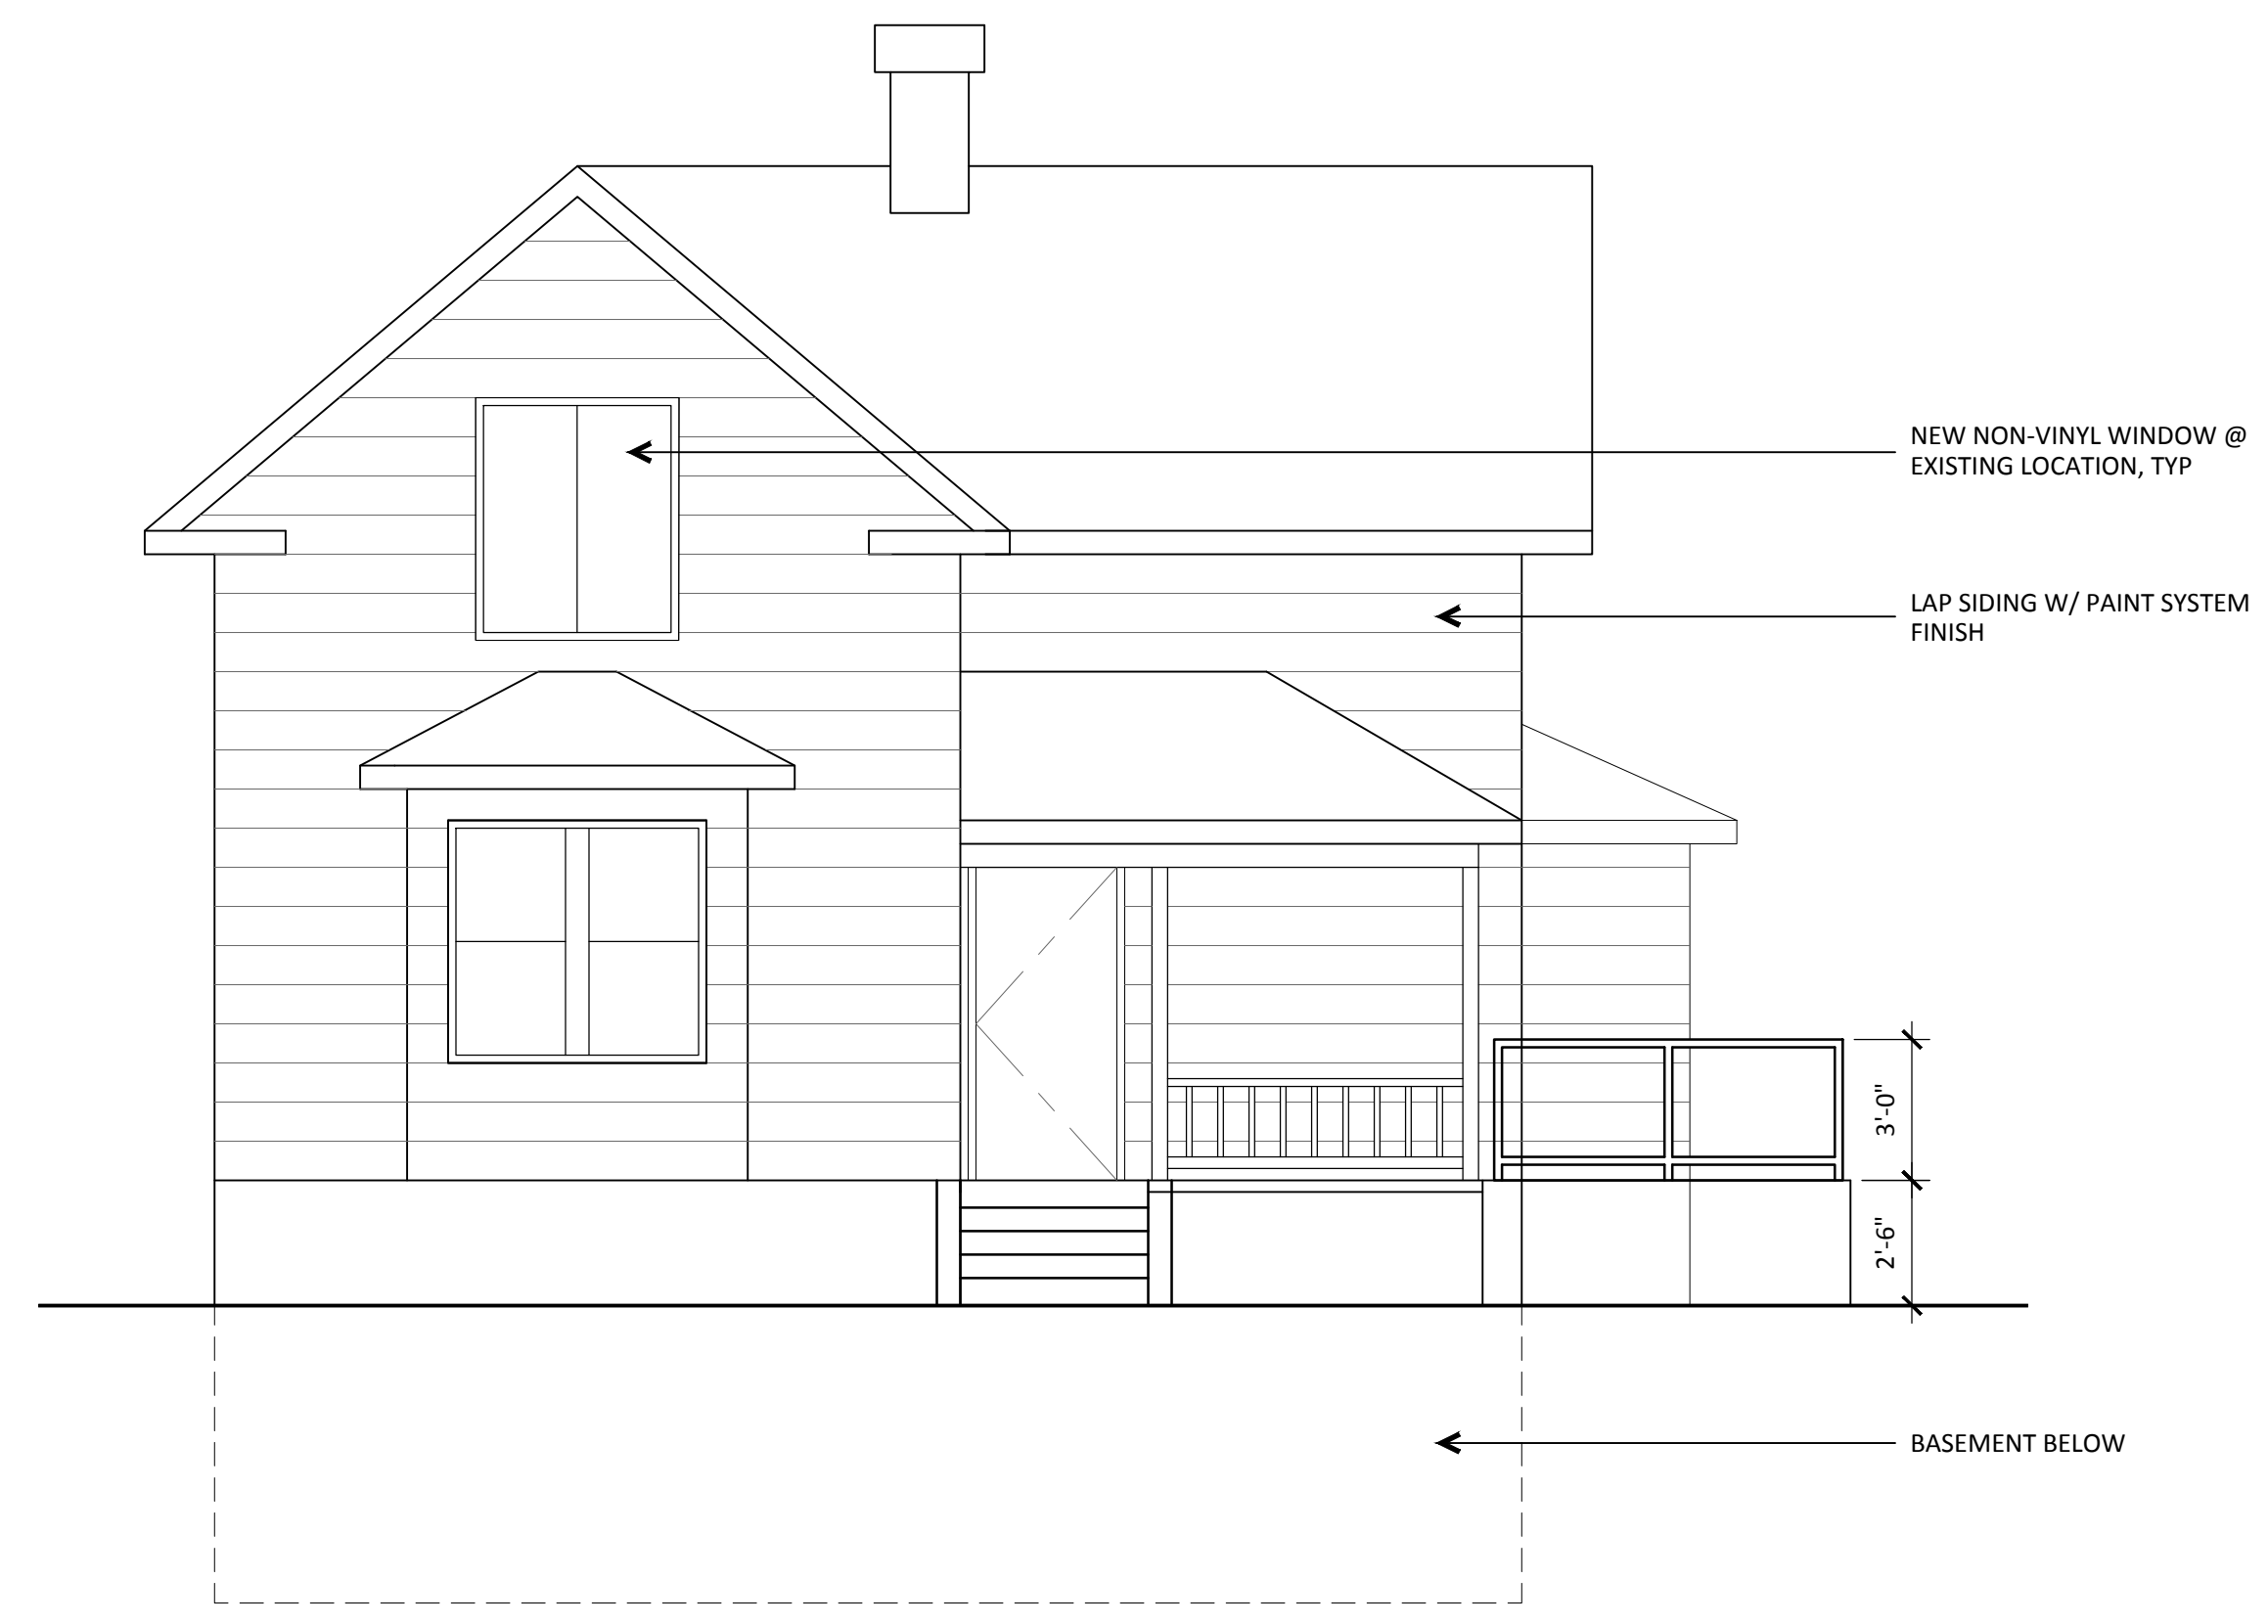 NEW NON-VINYL WINDOW @
EXISTING LOCATION, TYP
LAP SIDING W/ PAINT SYSTEM
FINISH
3'-0"
2'-6"
BASEMENT BELOW